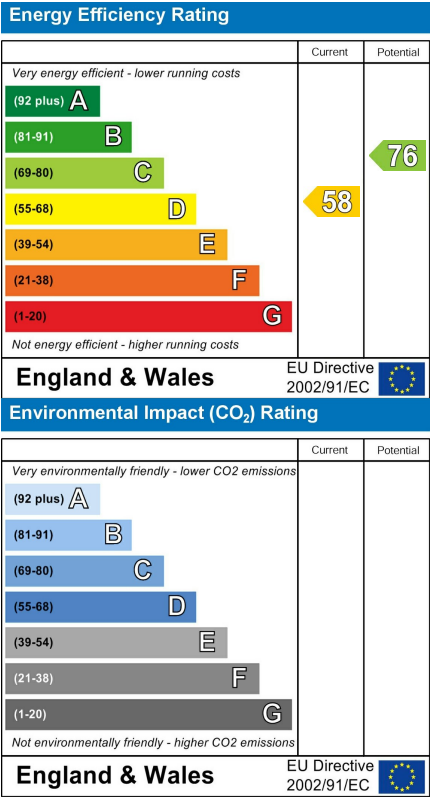 Energy Efficiency Rating
Current Potential
Very energy efficient - lower running costs
(92 plus) A
(81-91) B
(69-80) C
(55-68) D
(39-54) E
(21-38) F
(1-20) G
58
76
Not energy efficient - higher running costs
England & Wales
EU Directive
2002/91/EC
Environmental Impact (CO₂) Rating
Current Potential
Very environmentally friendly - lower CO2 emissions
(92 plus) A
(81-91) B
(69-80) C
(55-68) D
(39-54) E
(21-38) F
(1-20) G
Not environmentally friendly - higher CO2 emissions
England & Wales
EU Directive
2002/91/EC